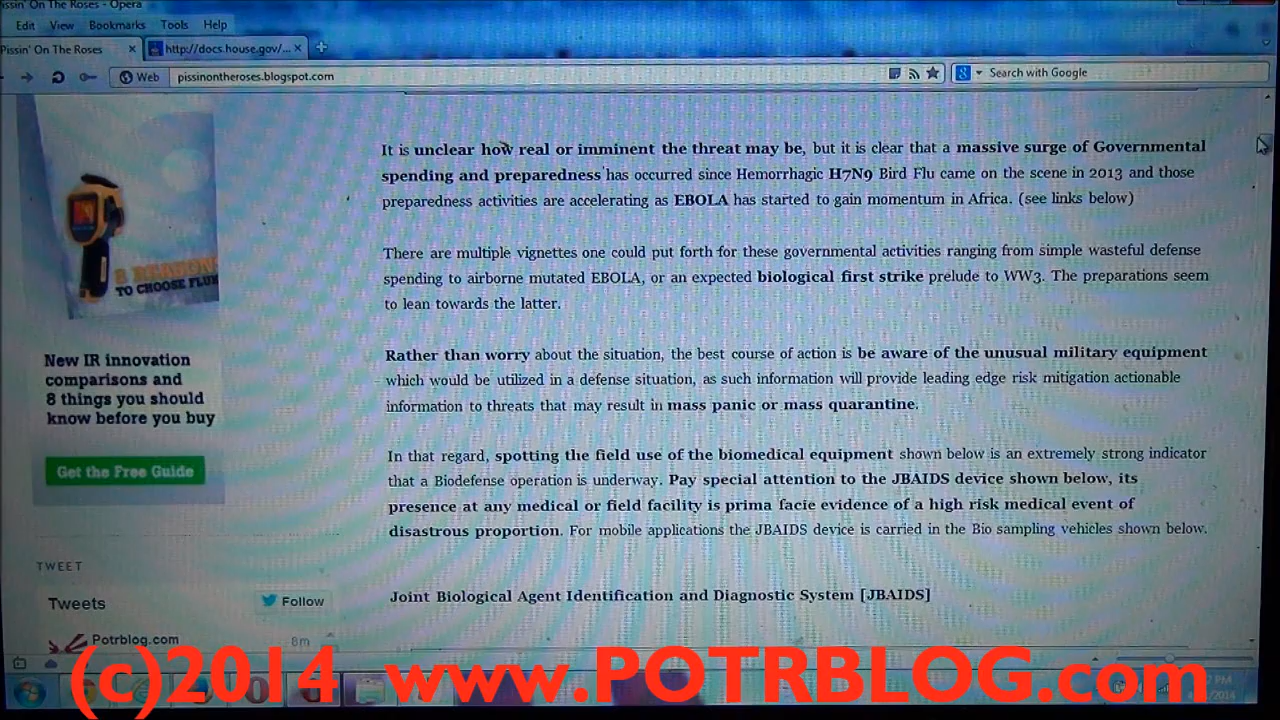 Pissin' On The Roses - Opera
Edit View Bookmarks Tools Help
Pissin' On The Roses
http://docs.house.gov/...
Web pissinontheroses.blogspot.com
Search with Google
It is unclear how real or imminent the threat may be, but it is clear that a massive surge of Governmental
spending and preparedness has occurred since Hemorrhagic H7N9 Bird Flu came on the scene in 2013 and those
preparedness activities are accelerating as EBOLA has started to gain momentum in Africa. (see links below)
There are multiple vignettes one could put forth for these governmental activities ranging from simple wasteful defense
spending to airborne mutated EBOLA, or an expected biological first strike prelude to WW3. The preparations seem
to lean towards the latter.
Rather than worry about the situation, the best course of action is be aware of the unusual military equipment
which would be utilized in a defense situation, as such information will provide leading edge risk mitigation actionable
information to threats that may result in mass panic or mass quarantine.
In that regard, spotting the field use of the biomedical equipment shown below is an extremely strong indicator
that a Biodefense operation is underway. Pay special attention to the JBAIDS device shown below, its
presence at any medical or field facility is prima facie evidence of a high risk medical event of
disastrous proportion. For mobile applications the JBAIDS device is carried in the Bio sampling vehicles shown below.
Joint Biological Agent Identification and Diagnostic System [JBAIDS]
8 REASONS
TO CHOOSE FLUK
New IR innovation
comparisons and
8 things you should
know before you buy
Get the Free Guide
TWEET
Tweets
Follow
Potrblog.com
8m
(c)2014 www.POTRBLOG.com